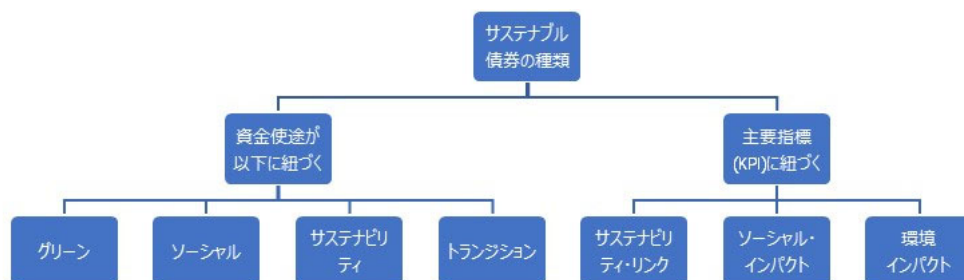 サステナブル
債券の種類
資金使途が
以下に紐づく
主要指標
(KPI)に紐づく
グリーン
ソーシャル
サステナビリ
ティ
トランジション
サステナビリ
ティ・リンク
ソーシャル・
インパクト
環境
インパクト